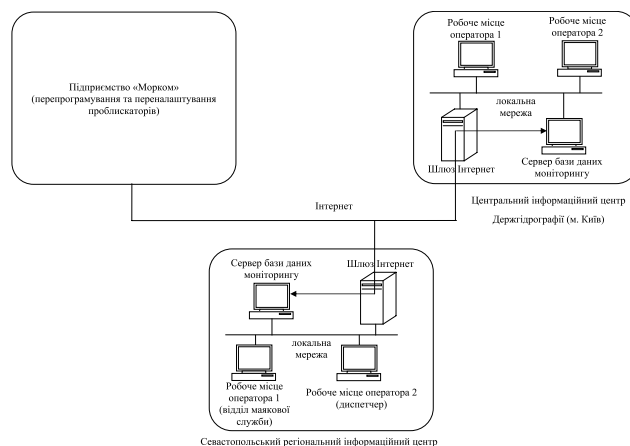 Підприємство «Морком»
(перепрограмування та переналаштування
проблискаторів)
Робоче місце
оператора 1
Робоче місце
оператора 2
локальна
мережа
Шлюз Інтернет
Сервер бази даних
моніторингу
Центральний інформаційний центр
Держгідрографії (м. Київ)
Інтернет
Сервер бази даних
моніторингу
Шлюз Інтернет
локальна
мережа
Робоче місце
оператора 1
(відділ маякової
служби)
Робоче місце оператора 2
(диспетчер)
Севастопольський регіональний інформаційний центр